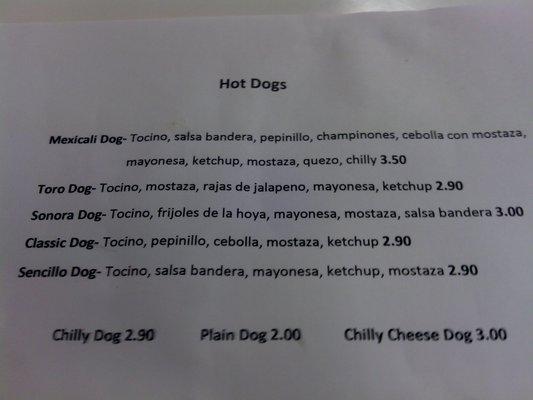 Hot Dogs
Mexicali Dog- Tocino, salsa bandera, pepinillo, champinones, cebolla con mostaza,
mayonesa, ketchup, mostaza, quezo, chilly 3.50
Toro Dog- Tocino, mostaza, rajas de jalapeno, mayonesa, ketchup 2.90
Sonora Dog- Tocino, frijoles de la hoya, mayonesa, mostaza, salsa bandera 3.00
Classic Dog- Tocino, pepinillo, cebolla, mostaza, ketchup 2.90
Sencillo Dog- Tocino, salsa bandera, mayonesa, ketchup, mostaza 2.90
Chilly Dog 2.90 Plain Dog 2.00 Chilly Cheese Dog 3.00